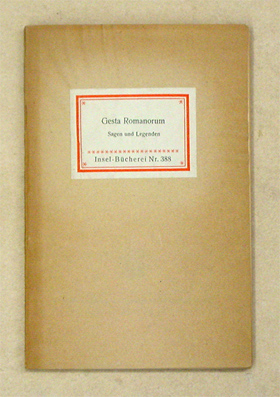 Gesta Romanorum
Sagen und Legenden
Insel-Bücherei Nr. 388